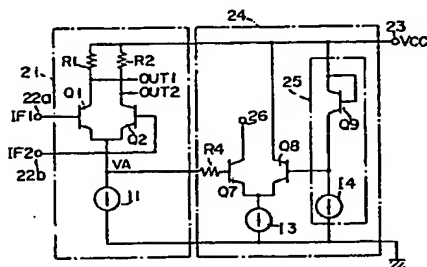 24
23
VCC
21
R1
R2
22a
Q1
OUT1
OUT2
26
25
IF1
Q2
Q8
Q9
IF2
22b
VA
R4
Q7
I1
I3
I4